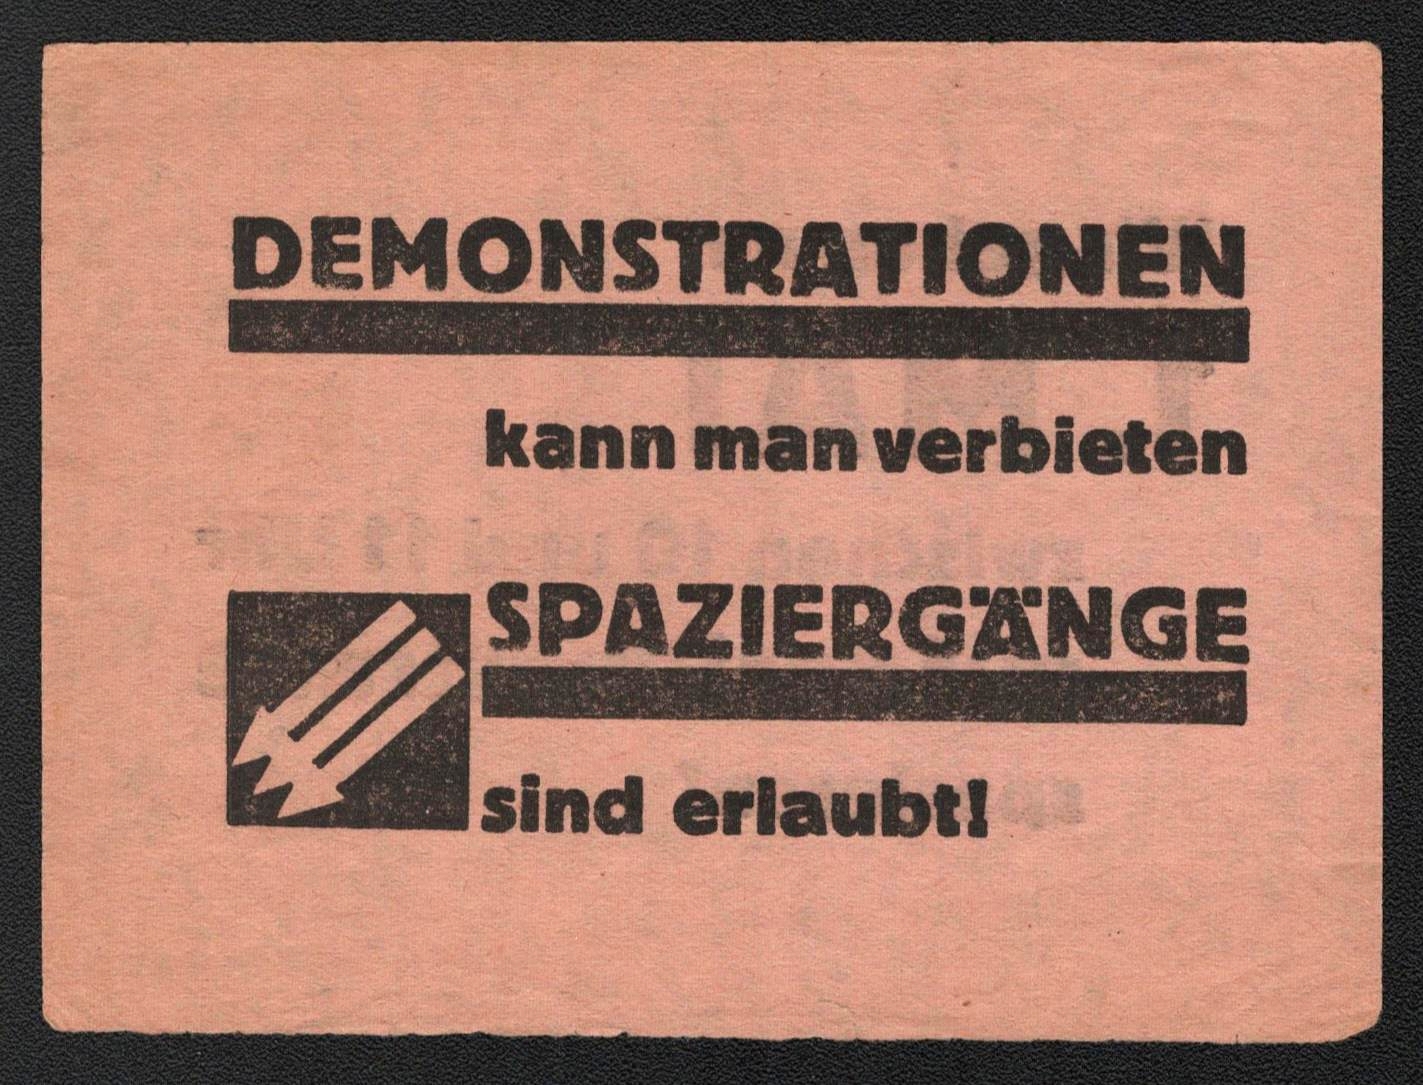 DEMONSTRATIONEN
kann man verbieten
SPAZIERGÄNGE
sind erlaubt!